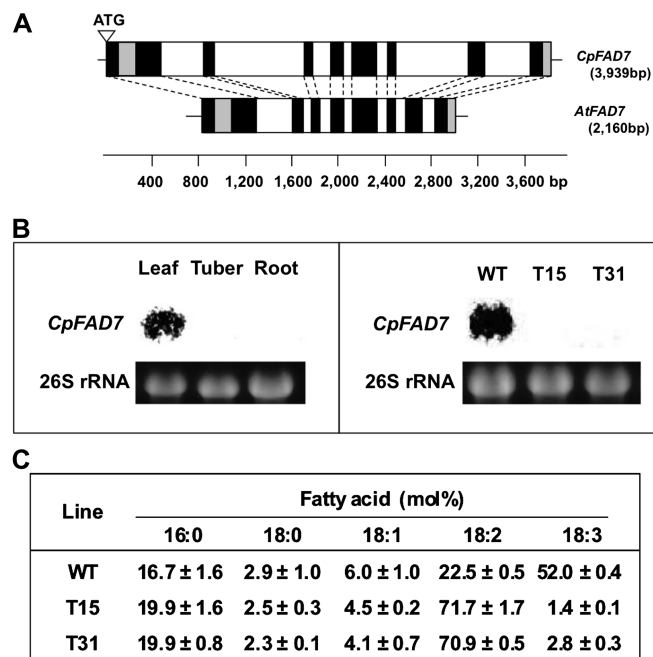 A
ATG
CpFAD7
(3,939bp)
AtFAD7
(2,160bp)
400 800 1,200 1,600 2,000 2,400 2,800 3,200 3,600 bp
B
Leaf Tuber Root
CpFAD7
26S rRNA
WT T15 T31
CpFAD7
26S rRNA
C
Line Fatty acid (mol%)
16:0 18:0 18:1 18:2 18:3
WT 16.7 ± 1.6 2.9 ± 1.0 6.0 ± 1.0 22.5 ± 0.5 52.0 ± 0.4
T15 19.9 ± 1.6 2.5 ± 0.3 4.5 ± 0.2 71.7 ± 1.7 1.4 ± 0.1
T31 19.9 ± 0.8 2.3 ± 0.1 4.1 ± 0.7 70.9 ± 0.5 2.8 ± 0.3